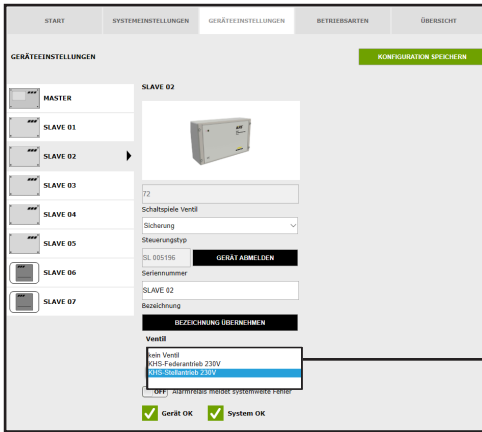 START SYSTEMEINSTELLUNGEN GERÄTEEINSTELLUNGEN BETRIEBSARTEN ÜBERSICHT
GERÄTEEINSTELLUNGEN
KONFIGURATION SPEICHERN
MASTER
SLAVE 01
SLAVE 02
SLAVE 03
SLAVE 04
SLAVE 05
SLAVE 06
SLAVE 07
SLAVE 02
72
Schaltspiele Ventil
Sicherung
Steuerungstyp
SL 005196 GERÄT ABMELDEN
Seriennummer
SLAVE 02
Bezeichnung
BEZEICHNUNG ÜBERNEHMEN
Ventil
kein Ventil
KHS-Federantrieb 230V
KHS-Stellantrieb 230V
OFF Alarmrelais meldet systemweite Fehler
Gerät OK System OK